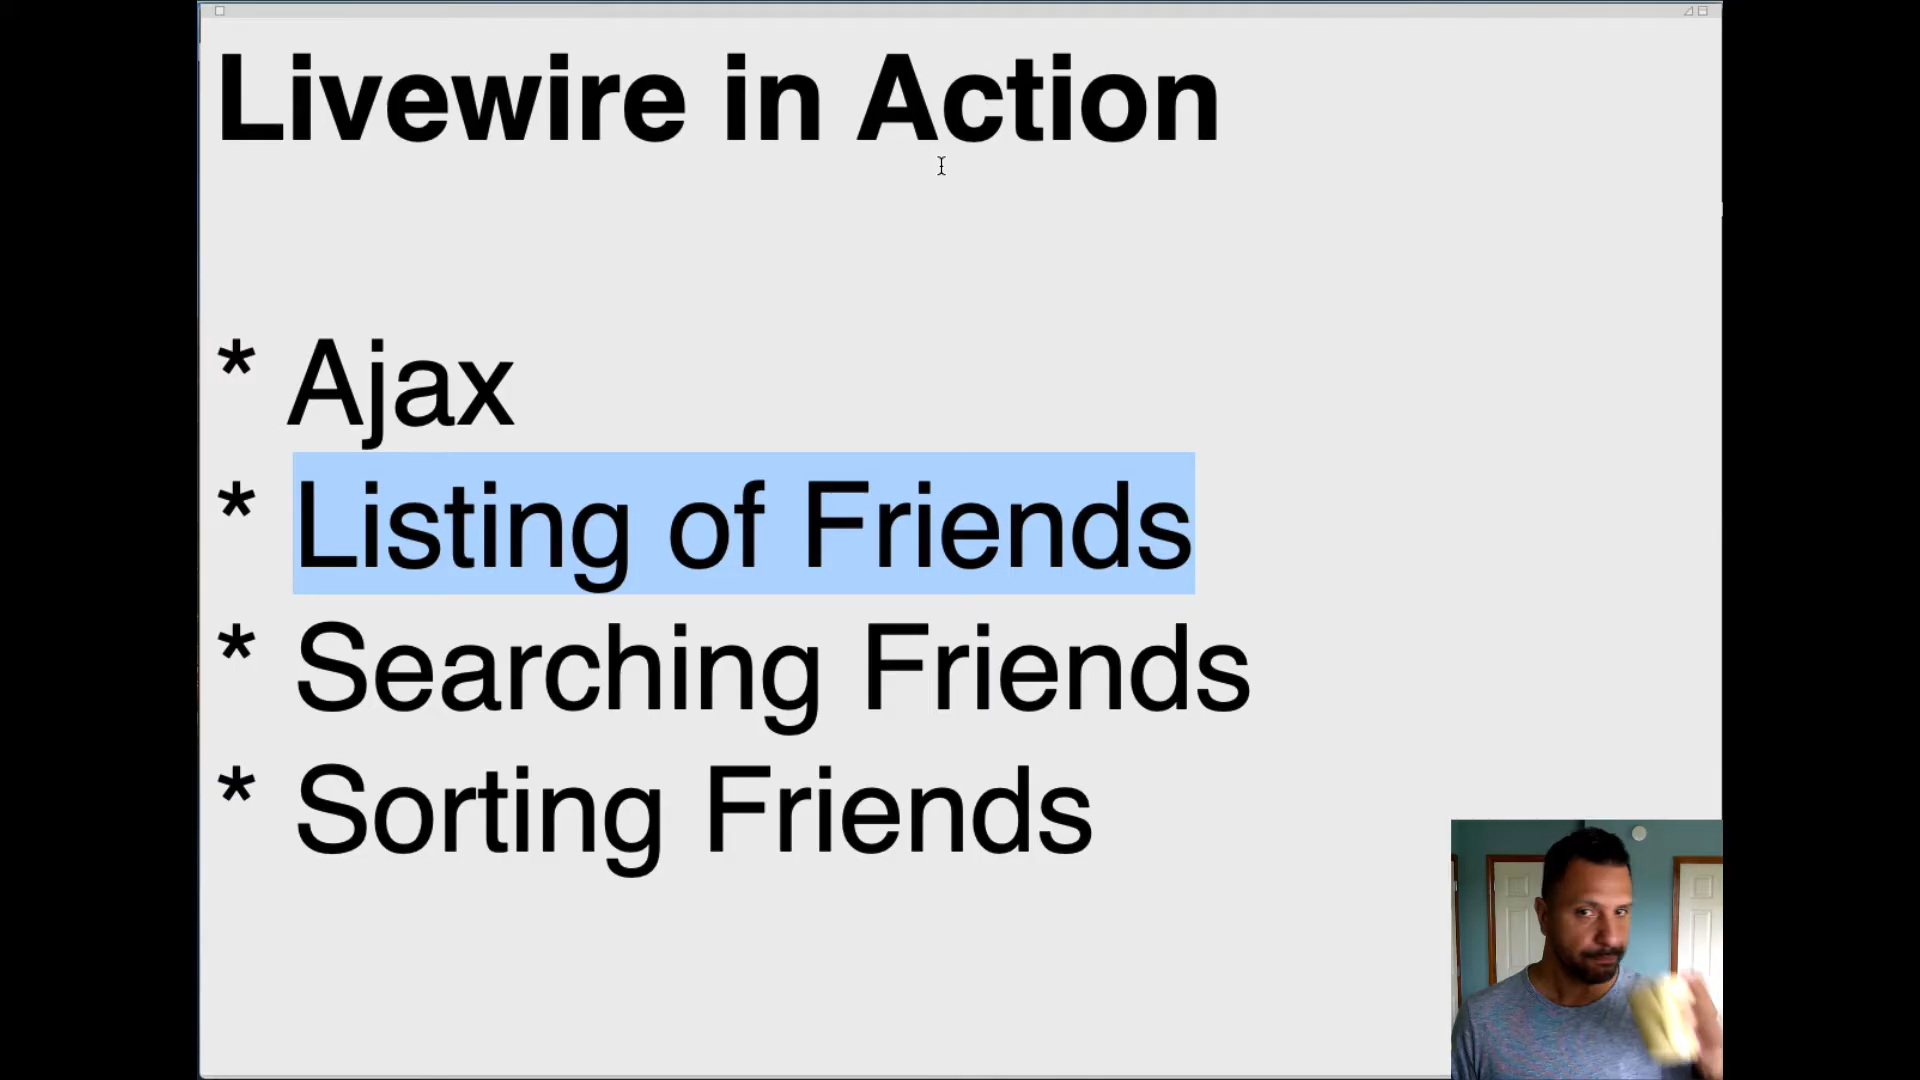 Livewire in Action
* Ajax
* Listing of Friends
* Searching Friends
* Sorting Friends